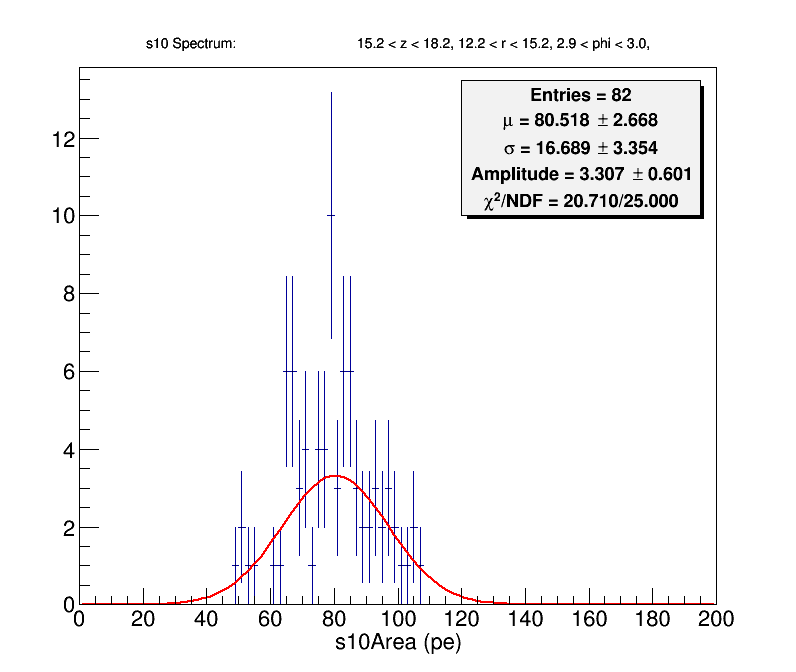 s10 Spectrum: 15.2 < z < 18.2, 12.2 < r < 15.2, 2.9 < phi < 3.0,
Entries = 82
μ = 80.518 ± 2.668
σ = 16.689 ± 3.354
Amplitude = 3.307 ± 0.601
χ²/NDF = 20.710/25.000
12
10
8
6
4
2
0
0 20 40 60 80 100 120 140 160 180 200
s10Area (pe)